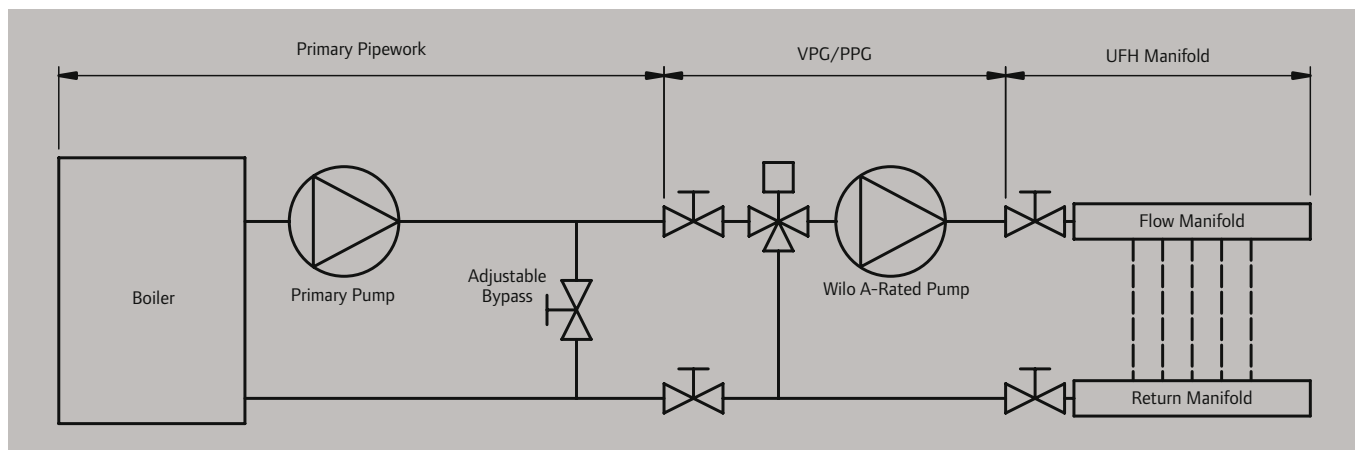 Primary Pipework
VPG/PPG
UFH Manifold
Boiler
Primary Pump
Adjustable
Bypass
Wilo A-Rated Pump
Flow Manifold
Return Manifold